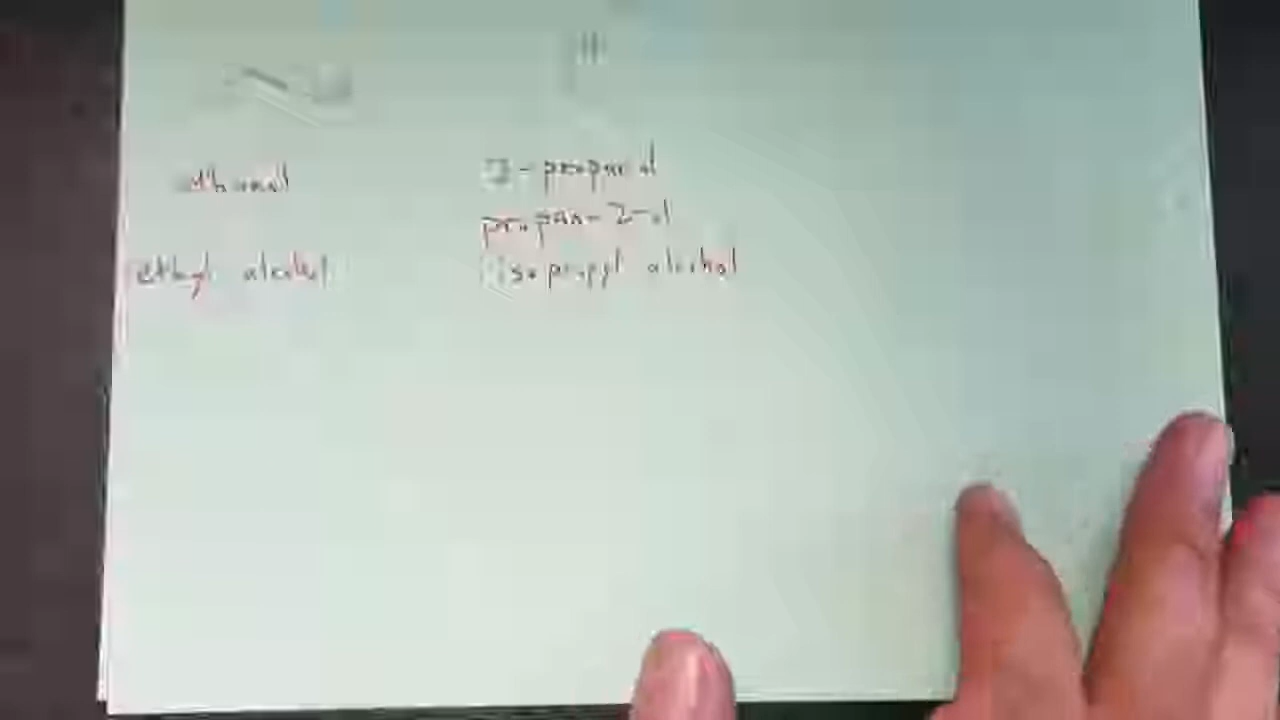 ethanol
2-propanol
propan-2-ol
ethyl alcohol
isopropyl alcohol